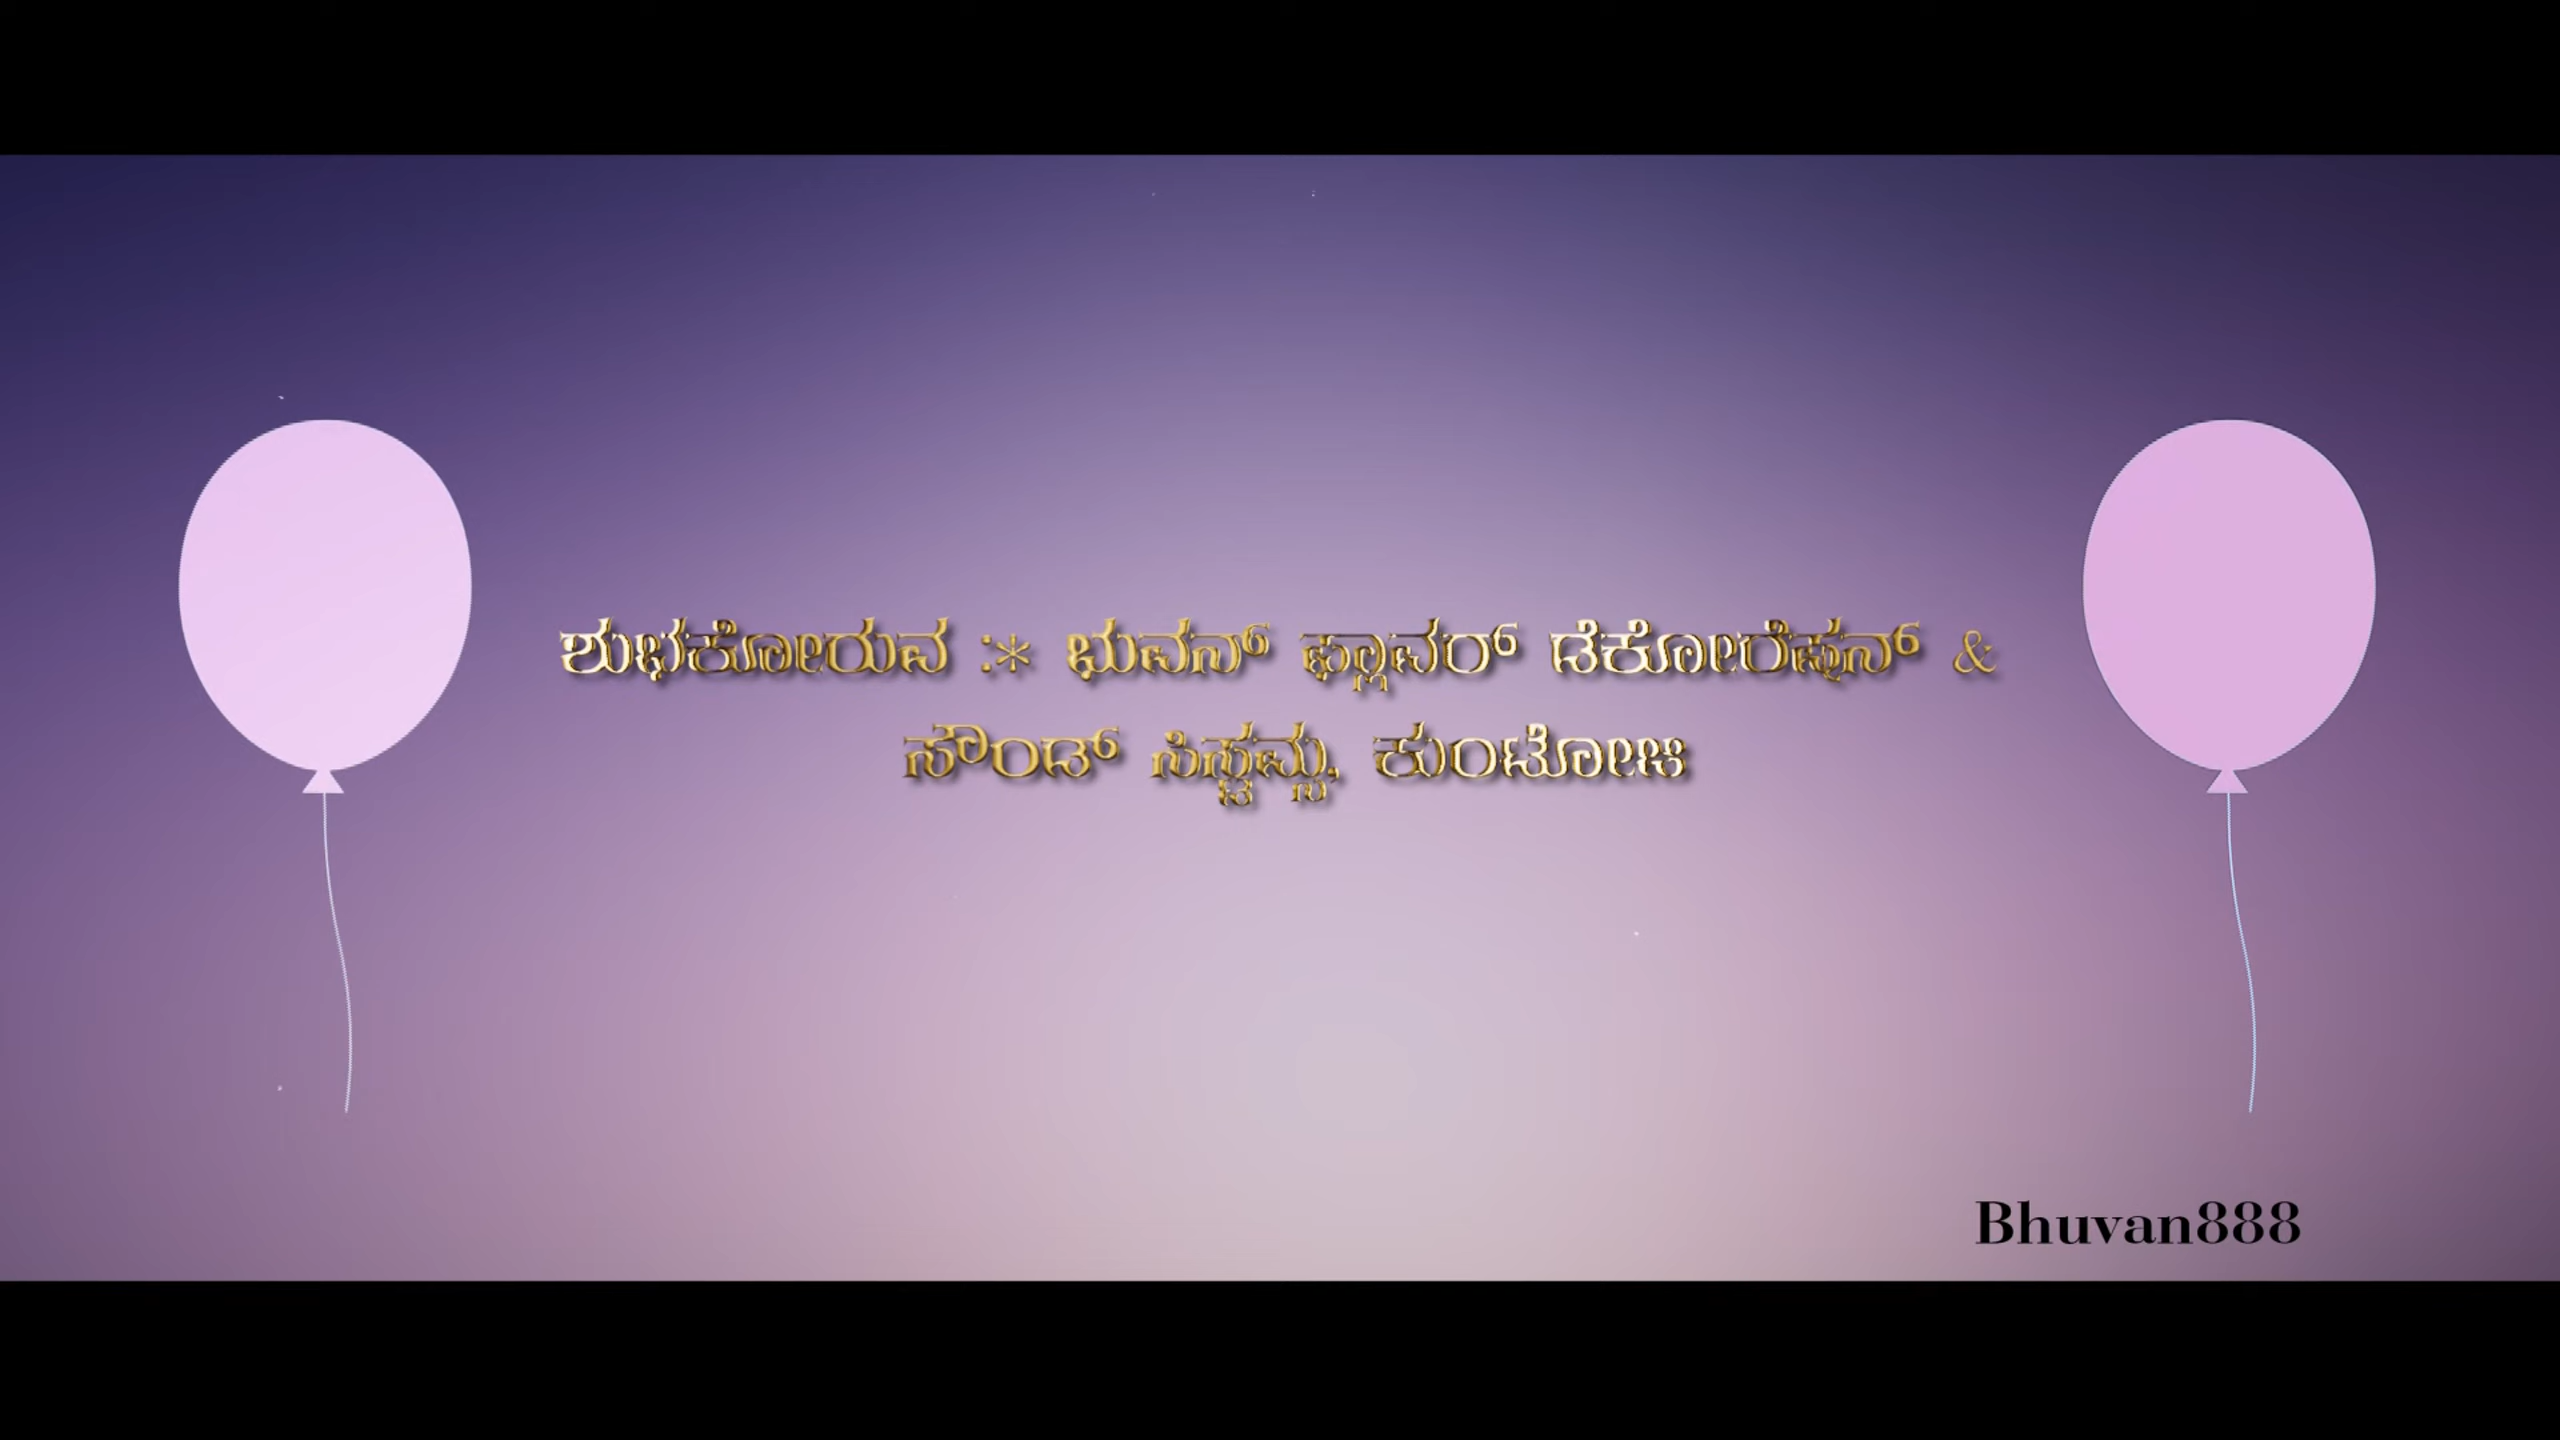 ಶುಭಕೋರುವ :* ಭುವನ್ ಫ್ಲಾವರ್ ಡೆಕೋರೆಷನ್ &
ಸೌಂಡ್ ಸಿಸ್ಟಮ್ಸ್, ಕುಂಟೋಜಿ
Bhuvan888